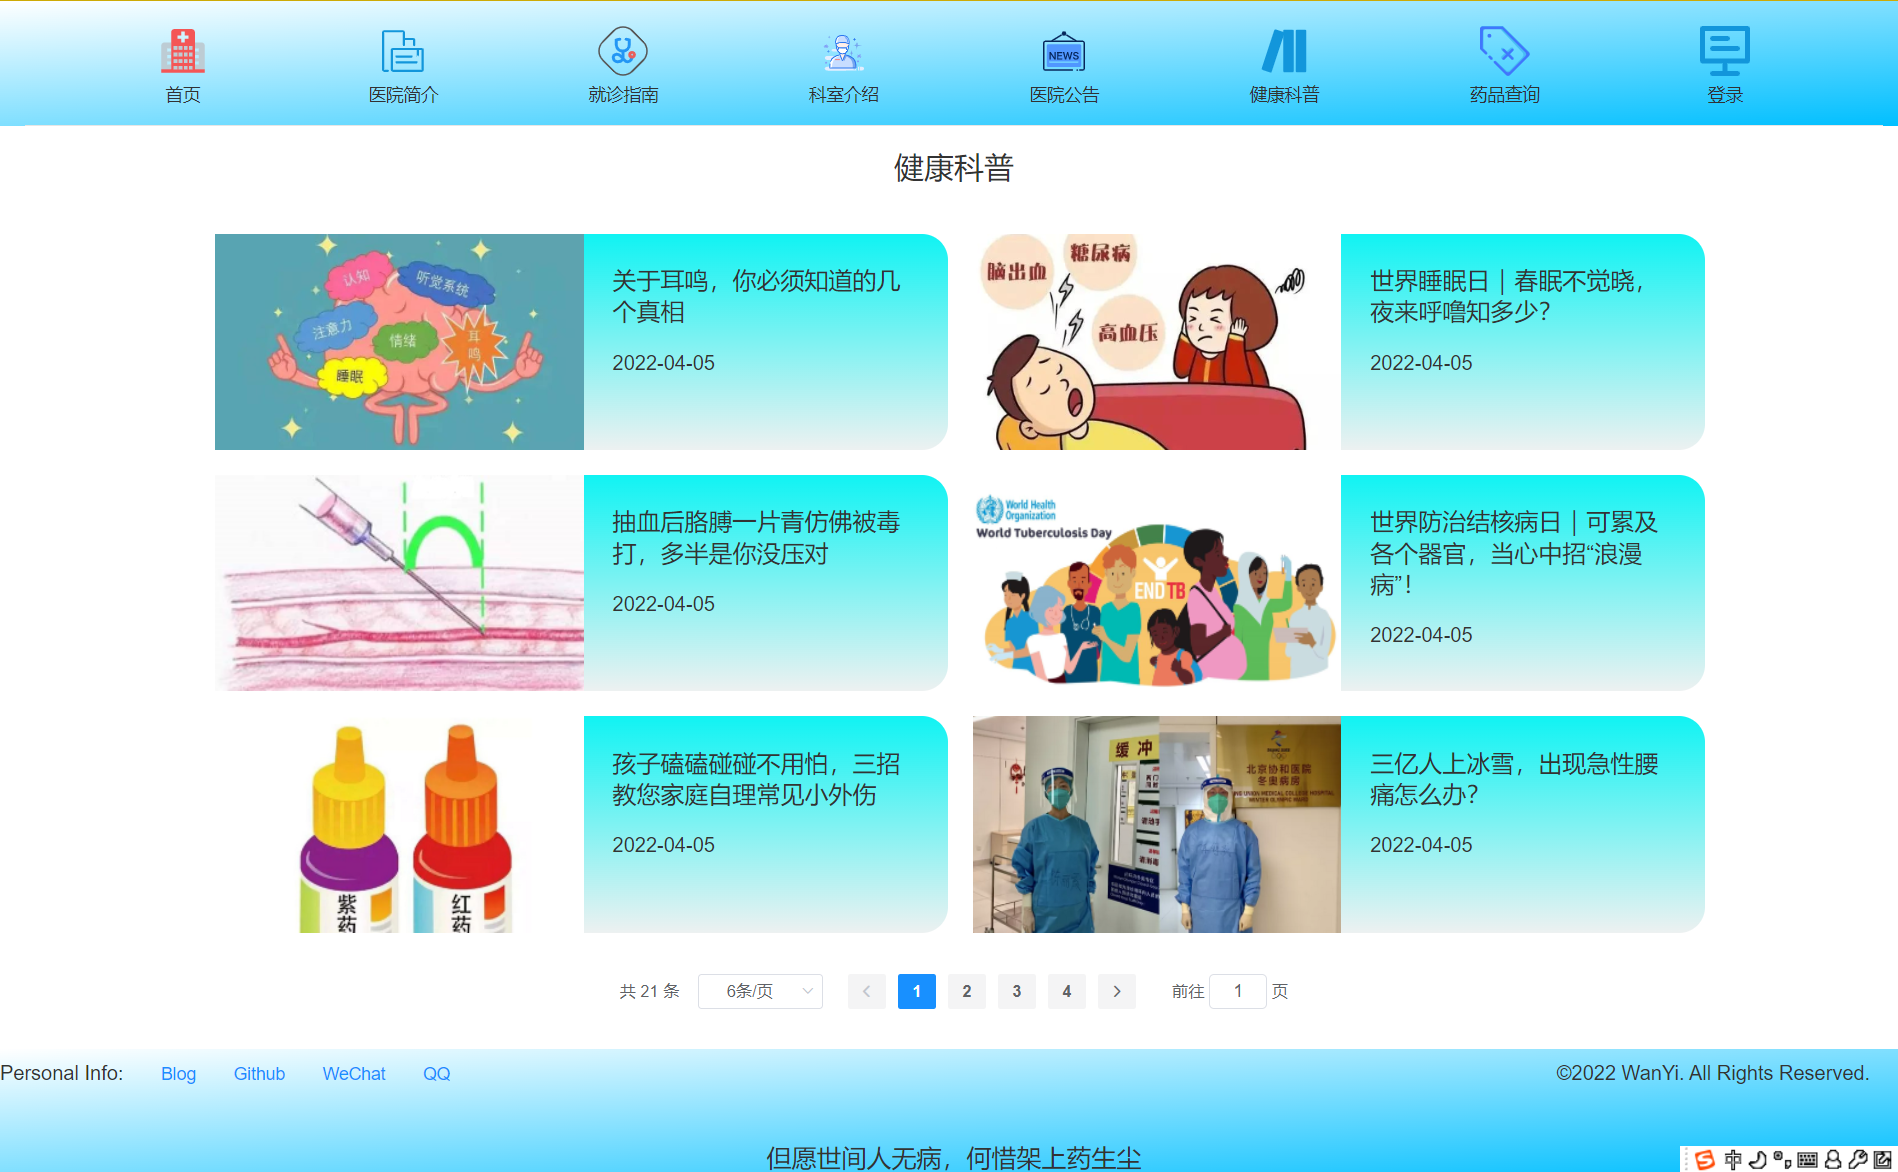 NEWS
首页
医院简介
就诊指南
科室介绍
医院公告
健康科普
药品查询
登录
健康科普
认知
听觉系统
注意力
情绪
耳鸣
睡眠
关于耳鸣，你必须知道的几
个真相
2022-04-05
脑出血
糖尿病
高血压
世界睡眠日｜春眠不觉晓，
夜来呼噜知多少？
2022-04-05
抽血后胳膊一片青仿佛被毒
打，多半是你没压对
2022-04-05
World Health
Organization
World Tuberculosis Day
END TB
世界防治结核病日｜可累及
各个器官，当心中招“浪漫
病”！
2022-04-05
紫药
红药
孩子磕磕碰碰不用怕，三招
教您家庭自理常见小外伤
2022-04-05
缓 冲
北京协和医院
冬奥病房
三亿人上冰雪，出现急性腰
痛怎么办？
2022-04-05
共 21 条
6条/页
1
2
3
4
前往
1
页
Personal Info:
Blog
Github
WeChat
QQ
©2022 WanYi. All Rights Reserved.
但愿世间人无病，何惜架上药生尘
中